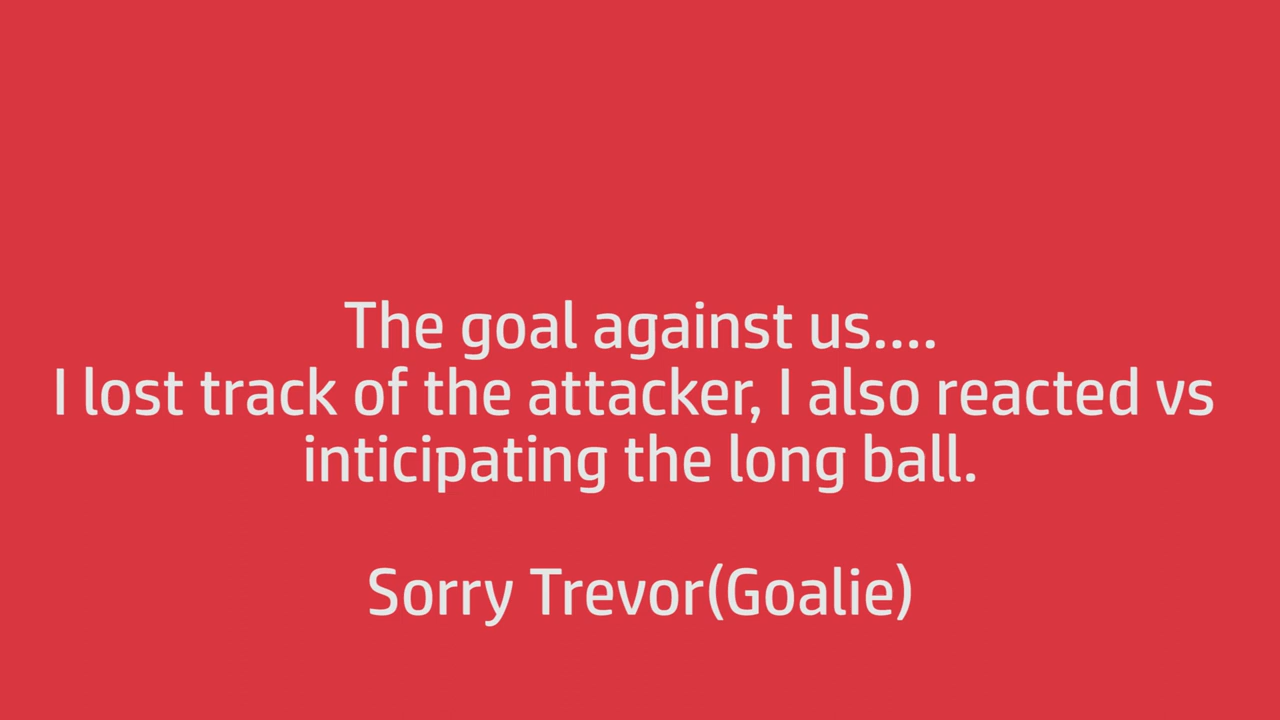 The goal against us....
I lost track of the attacker, I also reacted vs
inticipating the long ball.
Sorry Trevor(Goalie)